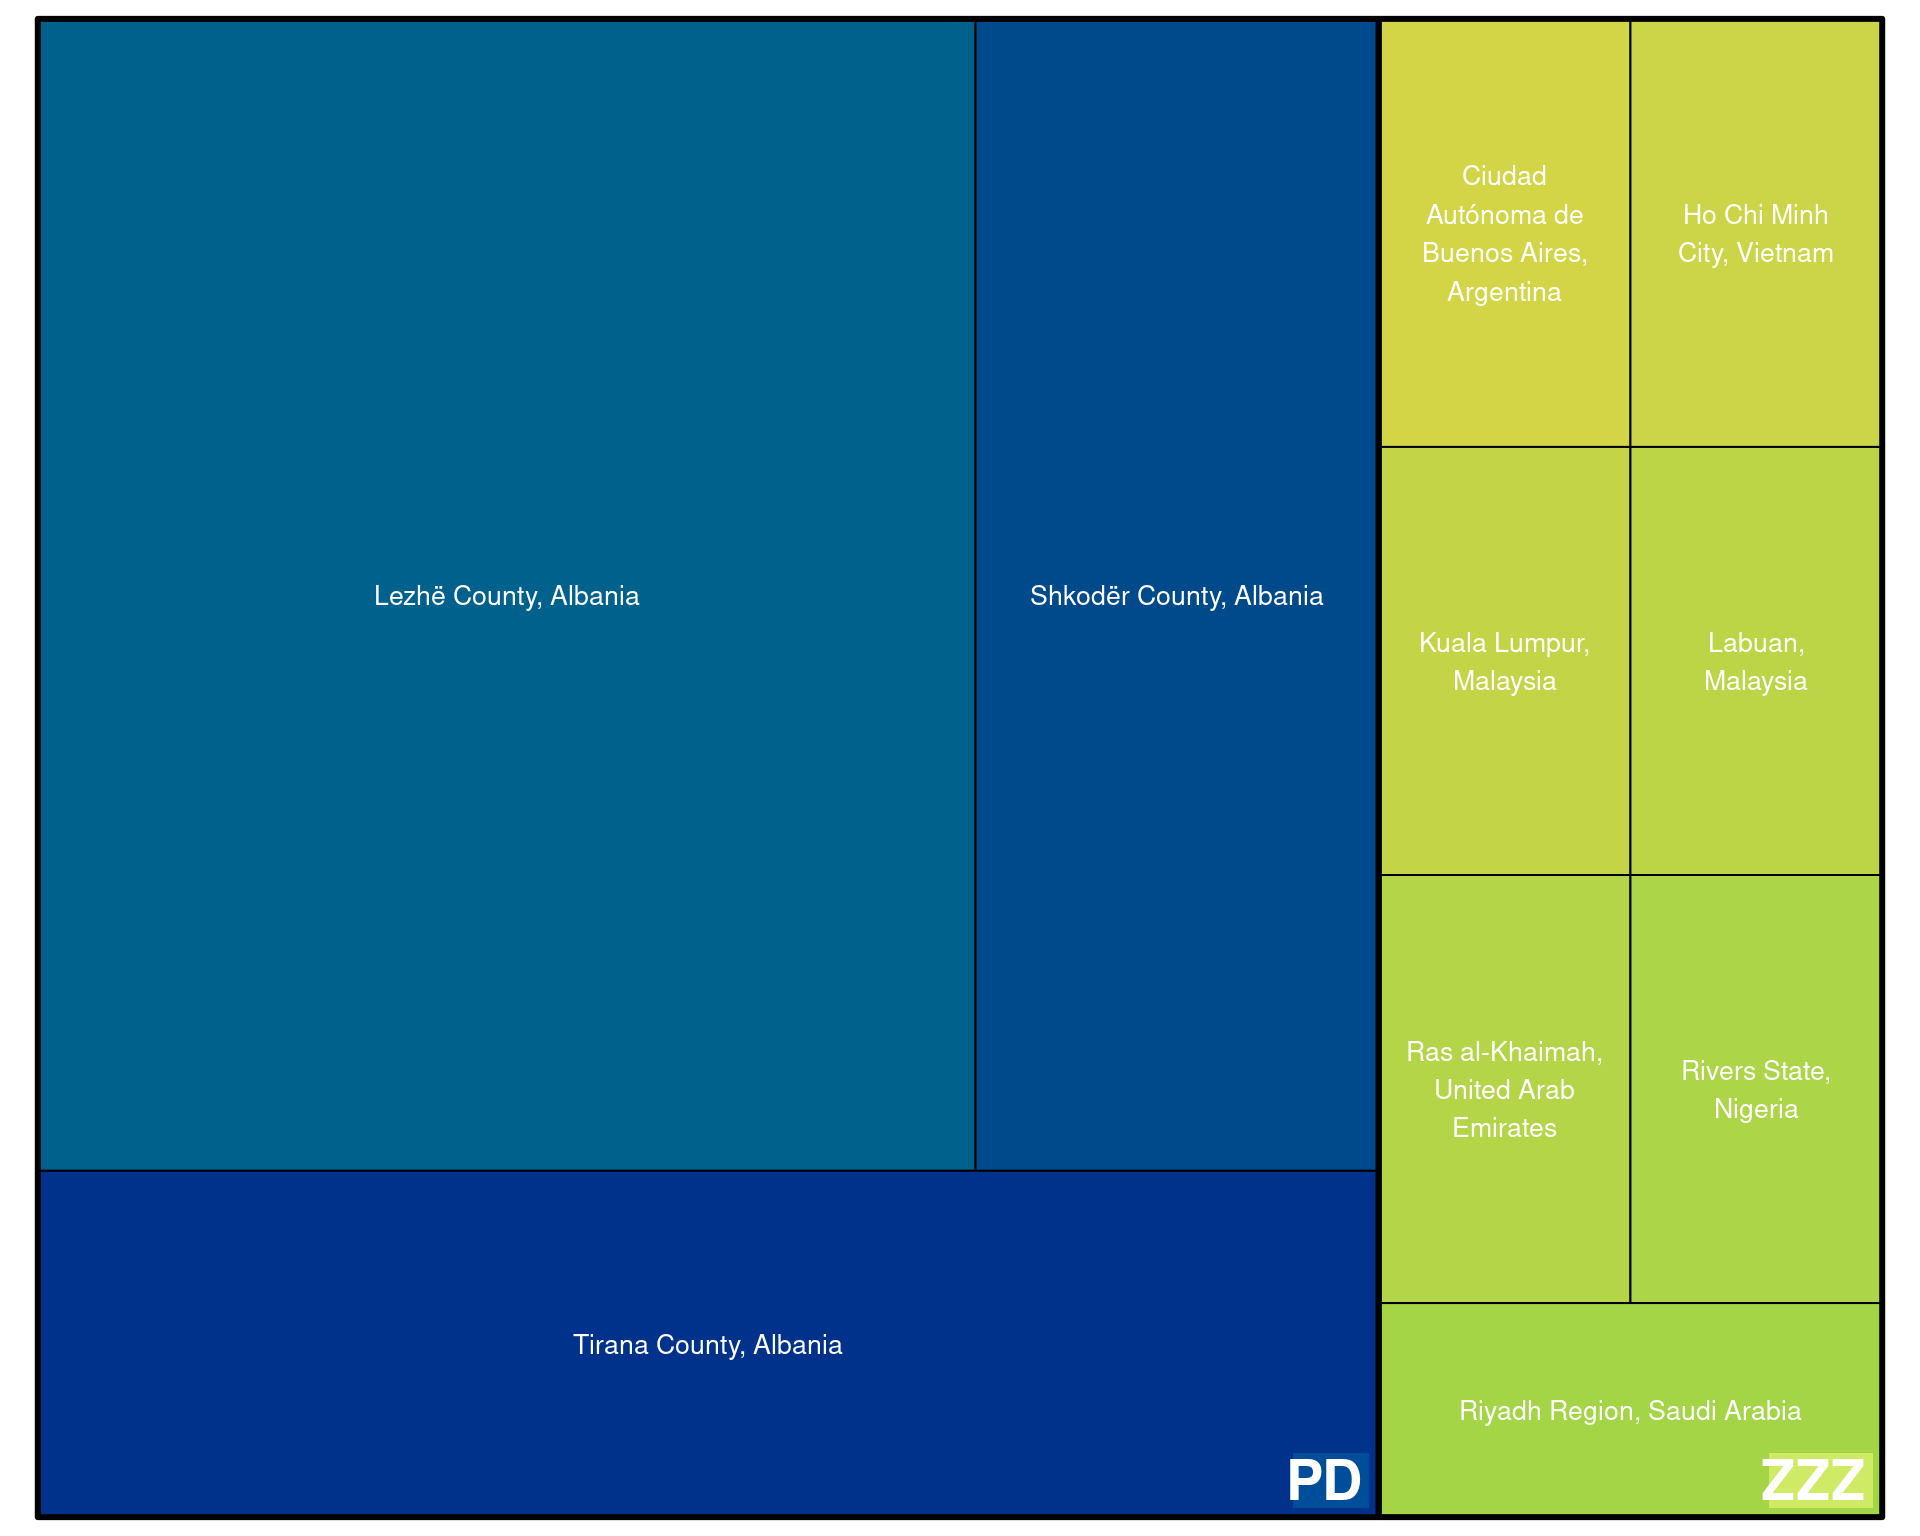 Lezhë County, Albania
Shkodër County, Albania
Tirana County, Albania
PD
Ciudad
Autónoma de
Buenos Aires,
Argentina
Ho Chi Minh
City, Vietnam
Kuala Lumpur,
Malaysia
Labuan,
Malaysia
Ras al-Khaimah,
United Arab
Emirates
Rivers State,
Nigeria
Riyadh Region, Saudi Arabia
ZZZ